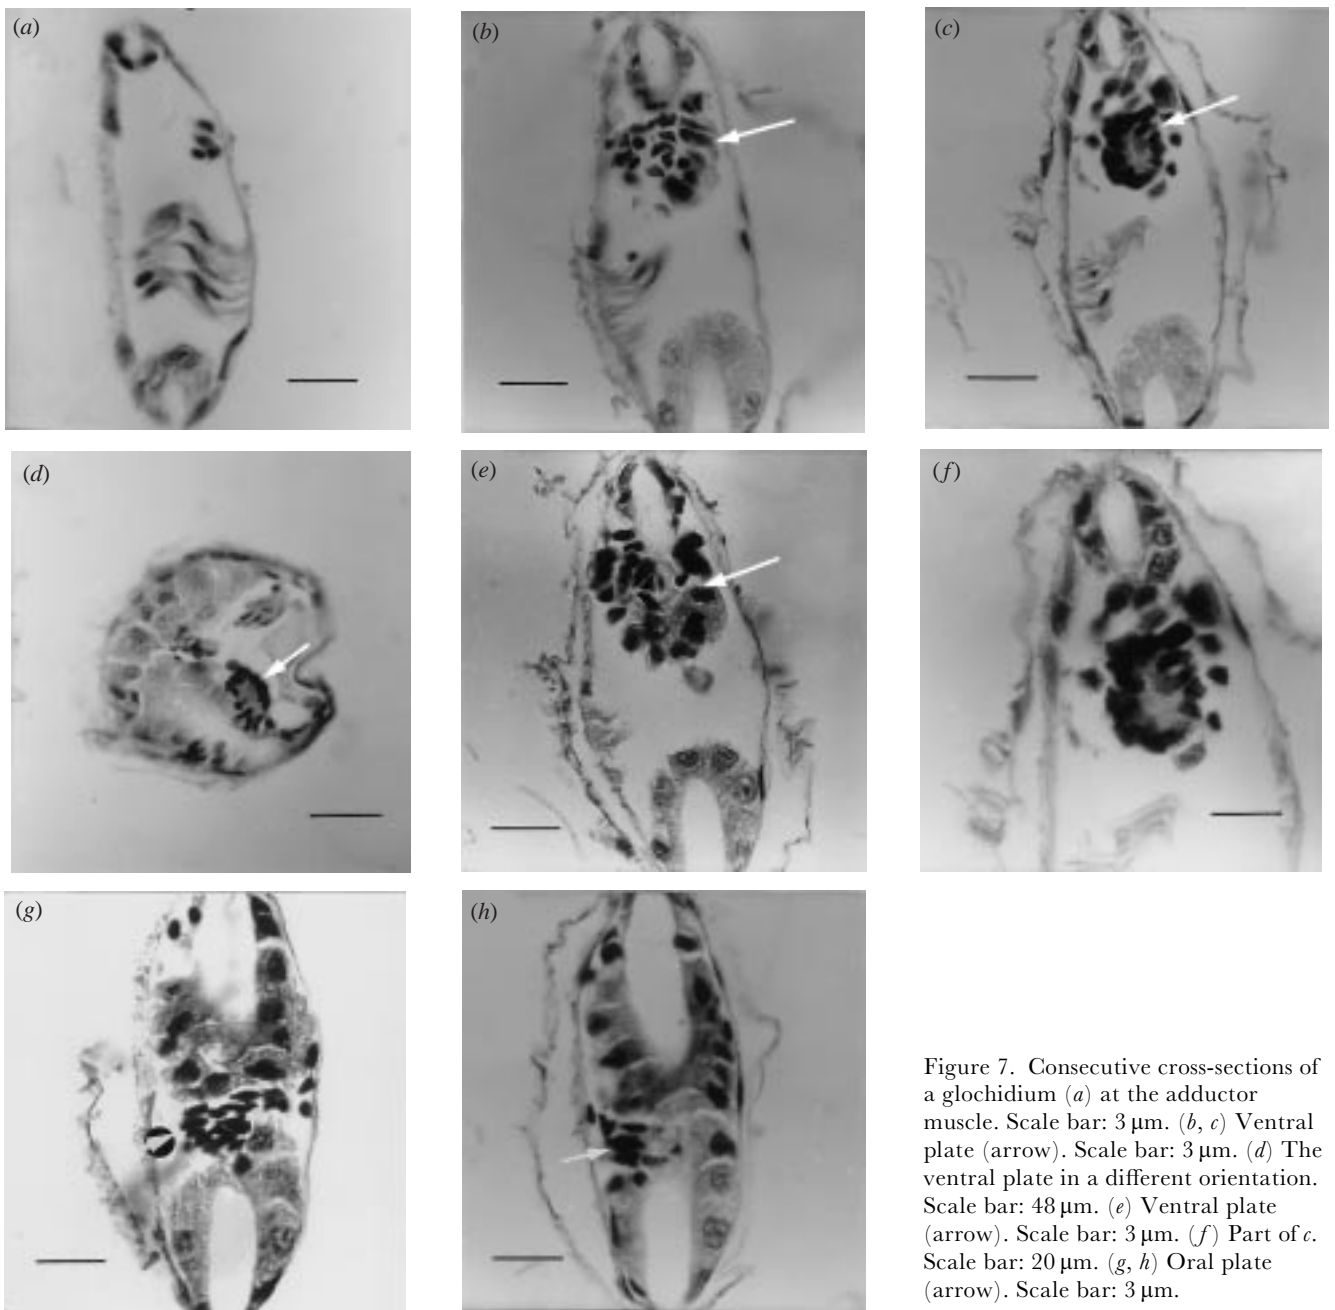 (a)
(b)
(c)
(d)
(e)
(f)
(g)
(h)
Figure 7. Consecutive cross-sections of
a glochidium (a) at the adductor
muscle. Scale bar: 3 μm. (b, c) Ventral
plate (arrow). Scale bar: 3 μm. (d) The
ventral plate in a different orientation.
Scale bar: 48 μm. (e) Ventral plate
(arrow). Scale bar: 3 μm. (f) Part of c.
Scale bar: 20 μm. (g, h) Oral plate
(arrow). Scale bar: 3 μm.